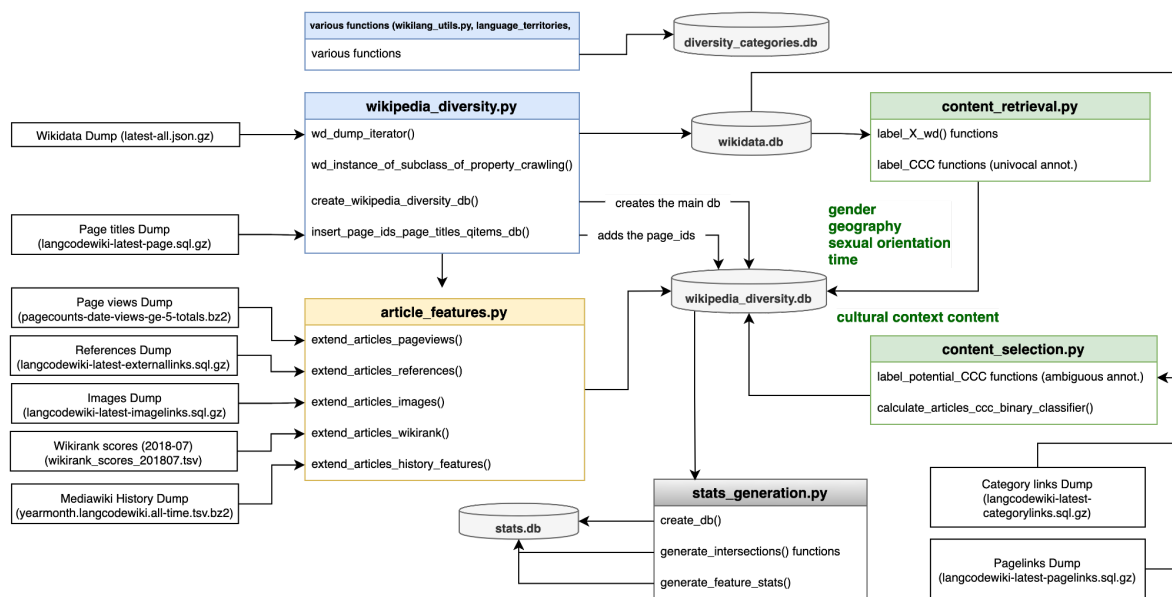 various functions (wikilang_utils.py, language_territories,
various functions
diversity_categories.db
wikipedia_diversity.py
wd_dump_iterator()
wd_instance_of_subclass_of_property_crawling()
create_wikipedia_diversity_db()
insert_page_ids_page_titles_qitems_db()
Wikidata Dump (latest-all.json.gz)
Page titles Dump
(langcodewiki-latest-page.sql.gz)
wikidata.db
content_retrieval.py
label_X_wd() functions
label_CCC functions (univocal annot.)
creates the main db
adds the page_ids
gender
geography
sexual orientation
time
wikipedia_diversity.db
cultural context content
Page views Dump
(pagecounts-date-views-ge-5-totals.bz2)
References Dump
(langcodewiki-latest-externallinks.sql.gz)
Images Dump
(langcodewiki-latest-imagelinks.sql.gz)
Wikirank scores (2018-07)
(wikirank_scores_201807.tsv)
Mediawiki History Dump
(yearmonth.langcodewiki.all-time.tsv.bz2)
article_features.py
extend_articles_pageviews()
extend_articles_references()
extend_articles_images()
extend_articles_wikirank()
extend_articles_history_features()
content_selection.py
label_potential_CCC functions (ambiguous annot.)
calculate_articles_ccc_binary_classifier()
stats.db
stats_generation.py
create_db()
generate_intersections() functions
generate_feature_stats()
Category links Dump
(langcodewiki-latest-
categorylinks.sql.gz)
Pagelinks Dump
(langcodewiki-latest-pagelinks.sql.gz)